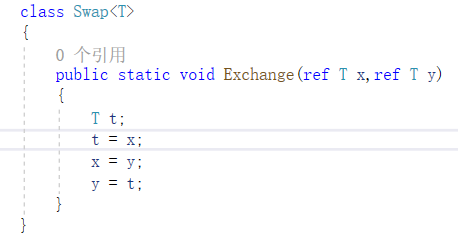 class Swap<T>
{
0 个引用
public static void Exchange(ref T x,ref T y)
{
T t;
t = x;
x = y;
y = t;
}
}